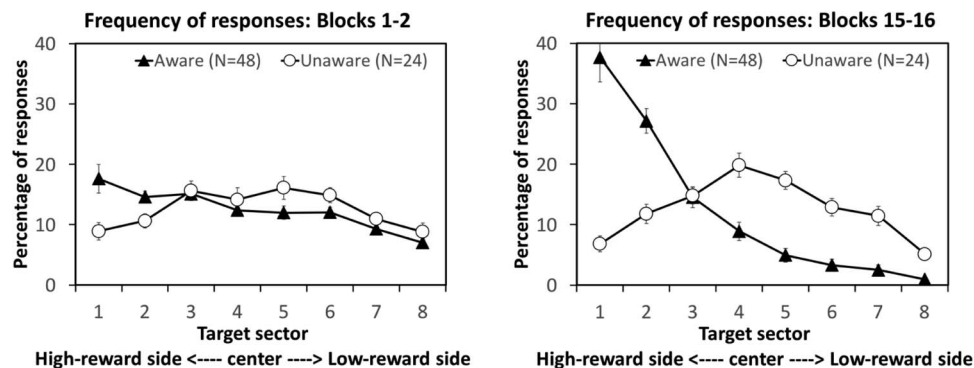 Frequency of responses: Blocks 1-2
Aware (N=48) Unaware (N=24)
Percentage of responses
40
30
20
10
0
1 2 3 4 5 6 7 8
Target sector
High-reward side <---- center ----> Low-reward side
Frequency of responses: Blocks 15-16
Aware (N=48) Unaware (N=24)
Percentage of responses
40
30
20
10
0
1 2 3 4 5 6 7 8
Target sector
High-reward side <---- center ----> Low-reward side